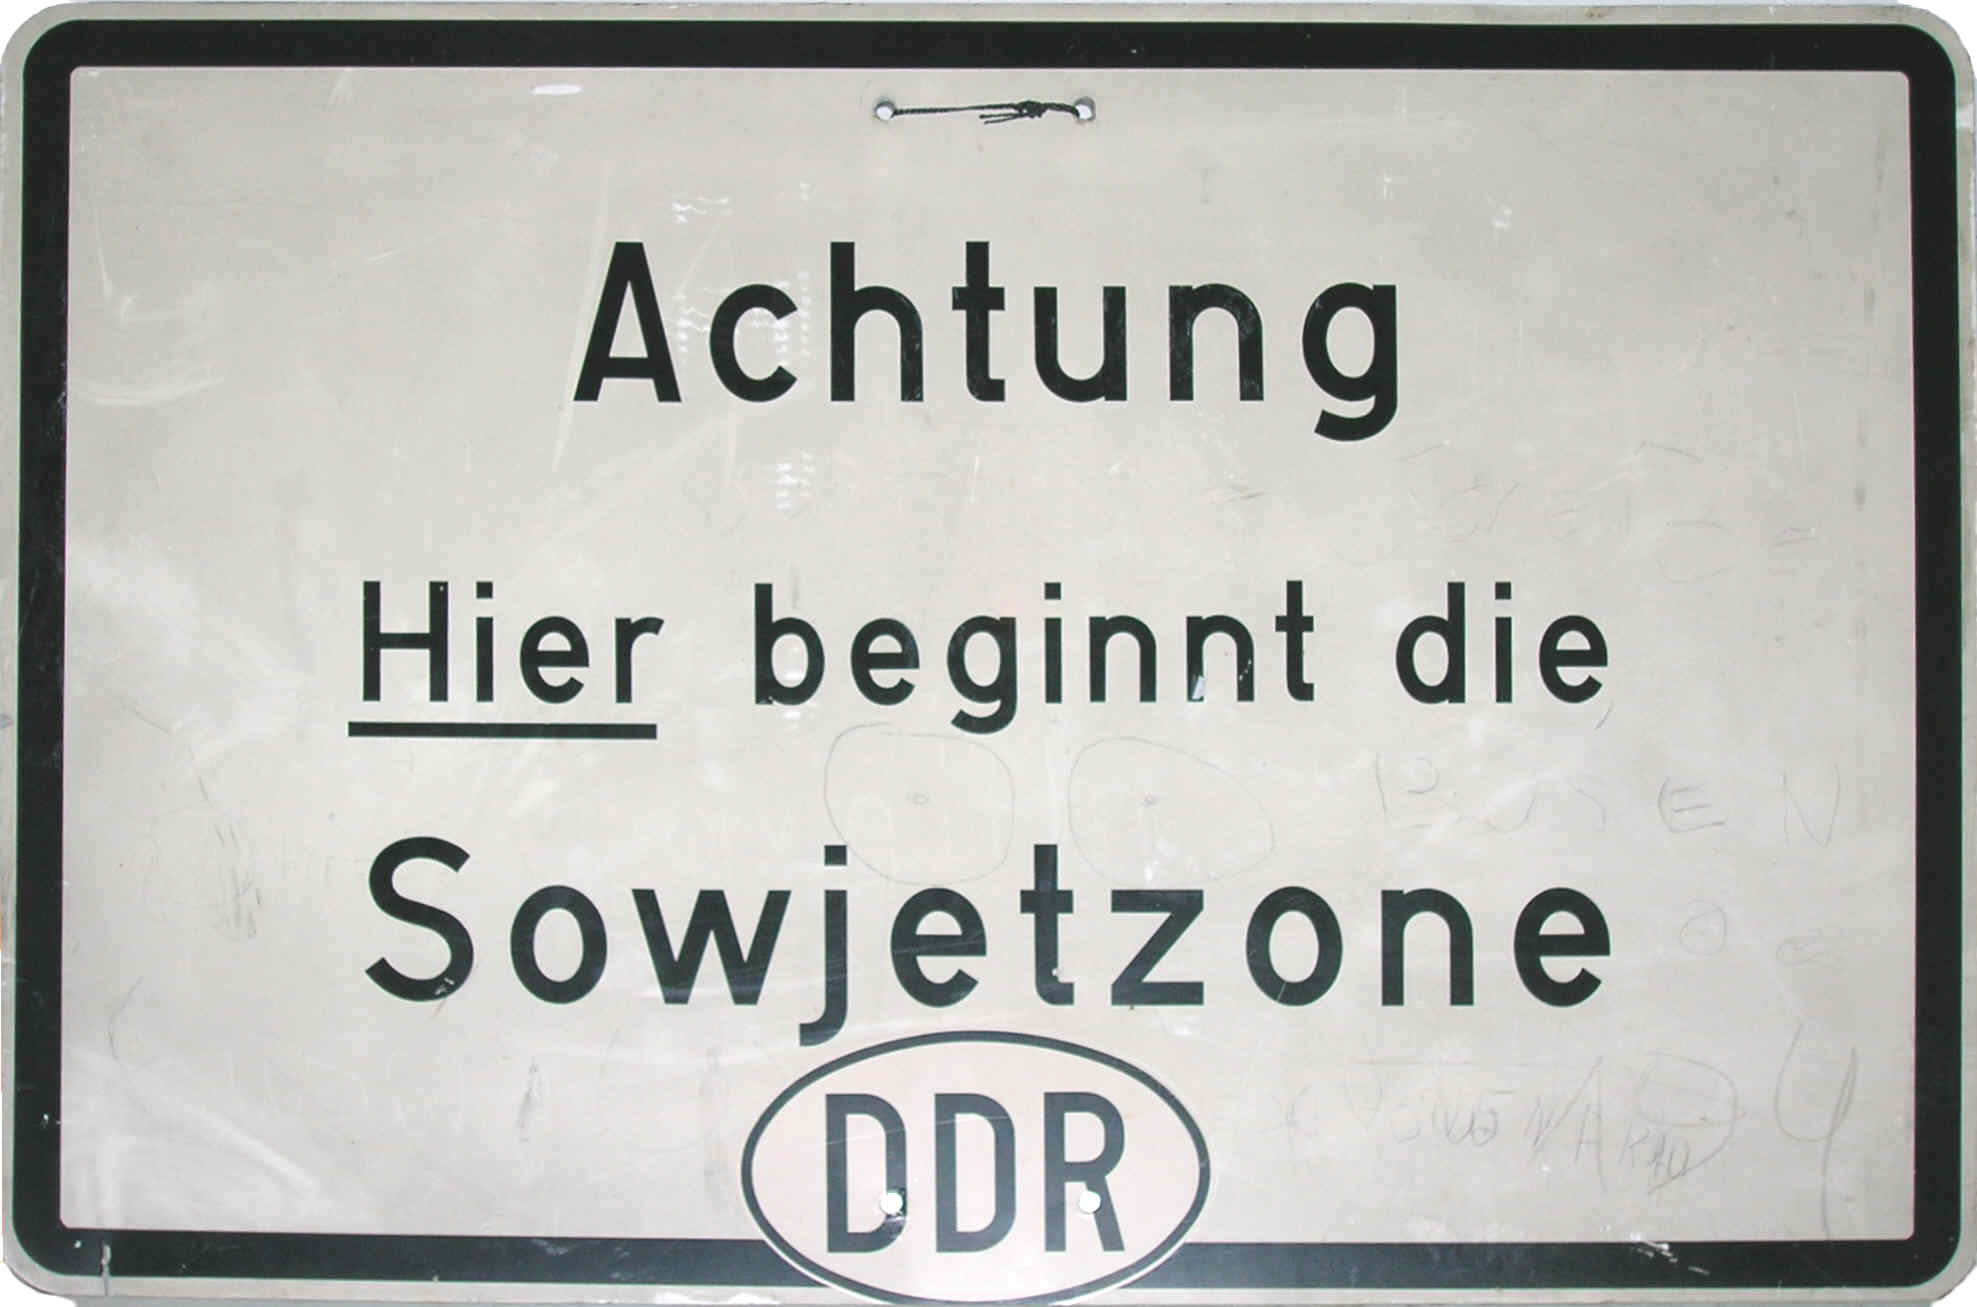 Achtung
Hier beginnt die
Sowjetzone
DDR